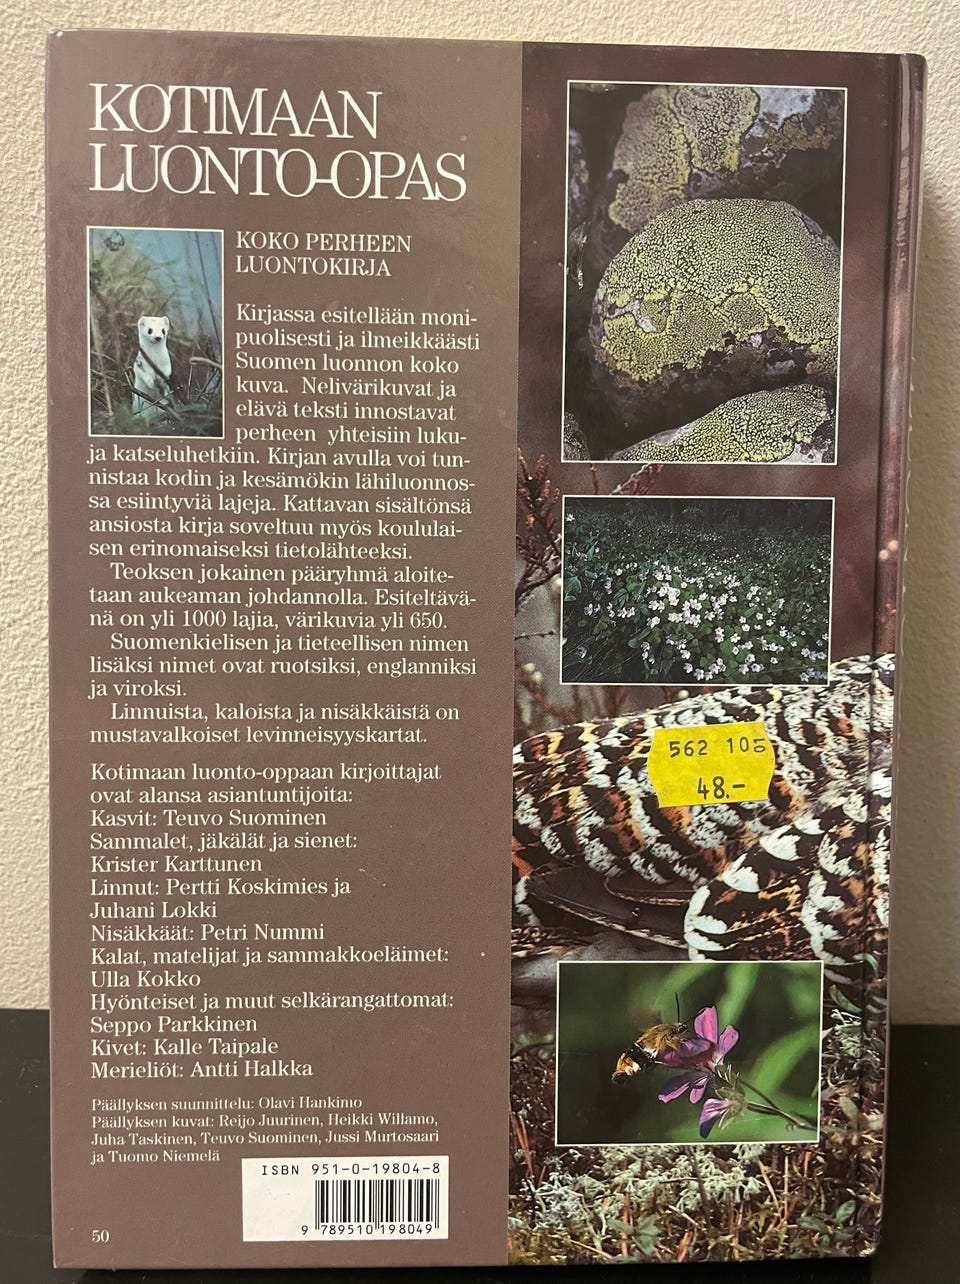 KOTIMAAN
LUONTO-OPAS
KOKO PERHEEN
LUONTOKIRJA
Kirjassa esitellään moni-
puolisesti ja ilmeikkäästi
Suomen luonnon koko
kuva. Nelivärikuvat ja
elävä teksti innostavat
perheen yhteisiin luku-
ja katseluhetkiin. Kirjan avulla voi tun-
nistaa kodin ja kesämökin lähiluonnos-
sa esiintyviä lajeja. Kattavan sisältönsä
ansiosta kirja soveltuu myös koululai-
sen erinomaiseksi tietolähteeksi.
Teoksen jokainen pääryhmä aloite-
taan aukeaman johdannolla. Esiteltävä-
nä on yli 1000 lajia, värikuvia yli 650.
Suomenkielisen ja tieteellisen nimen
lisäksi nimet ovat ruotsiksi, englanniksi
ja viroksi.
Linnuista, kaloista ja nisäkkäistä on
mustavalkoiset levinneisyyskartat.
Kotimaan luonto-oppaan kirjoittajat
ovat alansa asiantuntijoita:
Kasvit: Teuvo Suominen
Sammalet, jäkälät ja sienet:
Krister Karttunen
Linnut: Pertti Koskimies ja
Juhani Lokki
Nisäkkäät: Petri Nummi
Kalat, matelijat ja sammakkoeläimet:
Ulla Kokko
Hyönteiset ja muut selkärangattomat:
Seppo Parkkinen
Kivet: Kalle Taipale
Merieliöt: Antti Halkka
Päällyksen suunnittelu: Olavi Hankimo
Päällyksen kuvat: Reijo Juurinen, Heikki Willamo,
Juha Taskinen, Teuvo Suominen, Jussi Murtosaari
ja Tuomo Niemelä
ISBN 951-0-19804-8
9 789510 198049
50
562 105
48.-